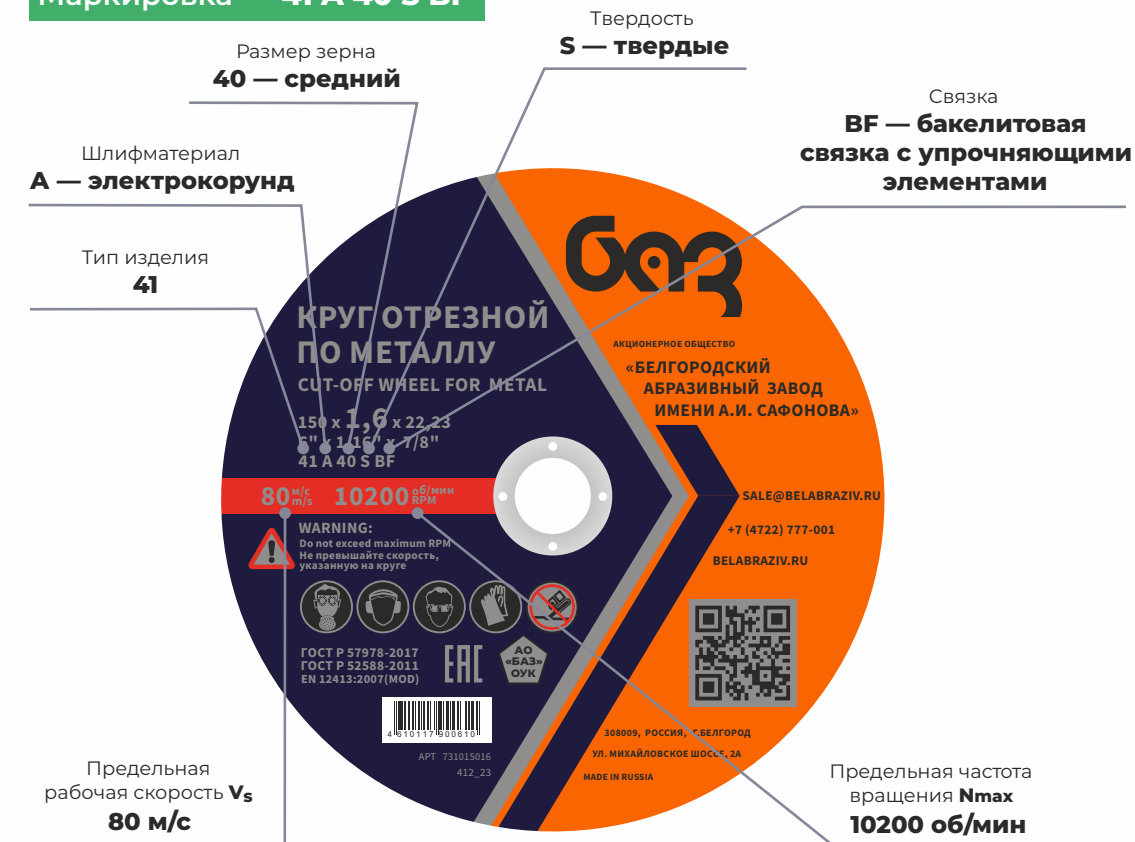 Маркировка — 41 A 40 S BF
Размер зерна
40 — средний
Твердость
S — твердые
Связка
BF — бакелитовая
связка с упрочняющими
элементами
Шлифматериал
A — электрокорунд
Тип изделия
41
баз
АКЦИОНЕРНОЕ ОБЩЕСТВО
«БЕЛГОРОДСКИЙ
АБРАЗИВНЫЙ ЗАВОД
ИМЕНИ А.И. САФОНОВА»
КРУГ ОТРЕЗНОЙ
ПО МЕТАЛЛУ
CUT-OFF WHEEL FOR METAL
150 x 1,6 x 22,23
6" x 1/16" x 7/8"
41 A 40 S BF
80 м/с m/s 10200 об/мин RPM
WARNING:
Do not exceed maximum RPM
Не превышайте скорость,
указанную на круге
SALE@BELABRAZIV.RU
+7 (4722) 777-001
BELABRAZIV.RU
ГОСТ Р 57978-2017
ГОСТ Р 52588-2011
EN 12413:2007(MOD)
EAC
АО
«БАЗ»
ОУК
4 610117 900610
АРТ 731015016
412_23
308009, РОССИЯ, Г.БЕЛГОРОД
УЛ. МИХАЙЛОВСКОЕ ШОССЕ, 2А
MADE IN RUSSIA
Предельная
рабочая скорость Vs
80 м/с
Предельная частота
вращения Nmax
10200 об/мин